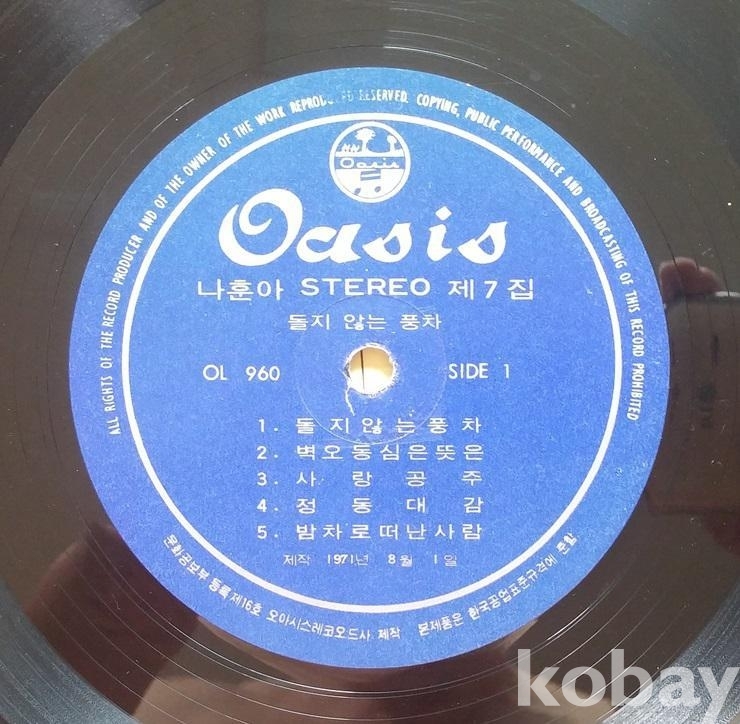 ALL RIGHTS OF THE RECORD PRODUCER AND OF THE OWNER OF THE WORK REPRODUCED RESERVED. COPYING, PUBLIC PERFORMANCE AND BROADCASTING OF THIS RECORD PROHIBITED
Oasis
Oasis
나훈아 STEREO 제7집
돌지 않는 풍차
OL 960 SIDE 1
1. 돌지않는풍차
2. 벽오동심은뜻은
3. 사랑공주
4. 정동대감
5. 밤차로떠난사람
제작 1971년 8월 1일
문화공보부 등록 제16호 오아시스레코오드사 제작 본제품은 한국공업표준규격에 준함
kobay